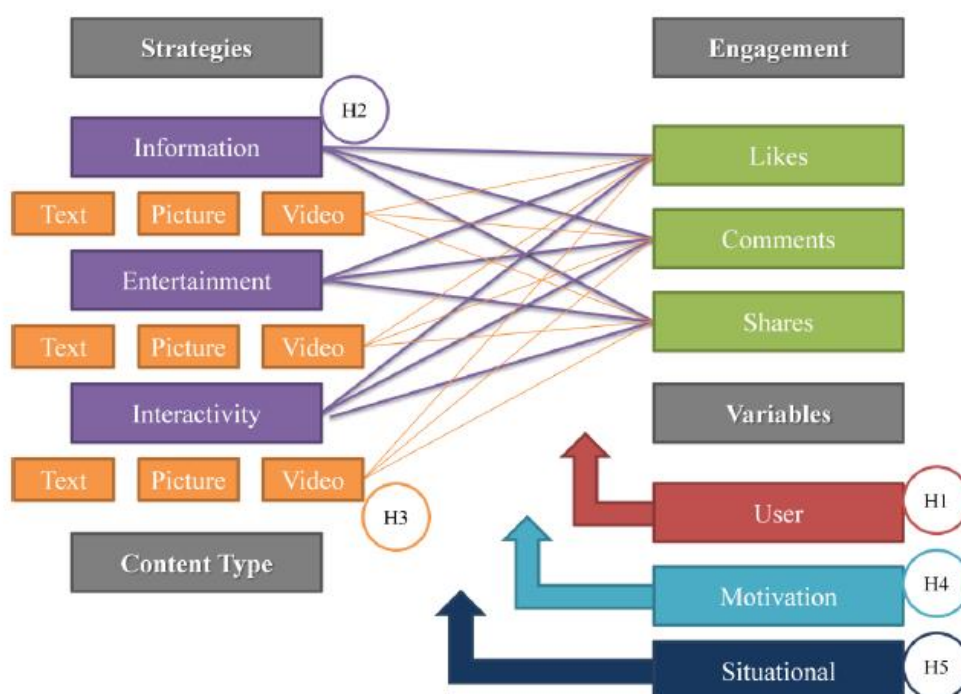 Strategies
Engagement
H2
Information
Likes
Text Picture Video
Comments
Entertainment
Shares
Text Picture Video
Interactivity
Variables
Text Picture Video
H3
User
H1
Content Type
Motivation
H4
Situational
H5